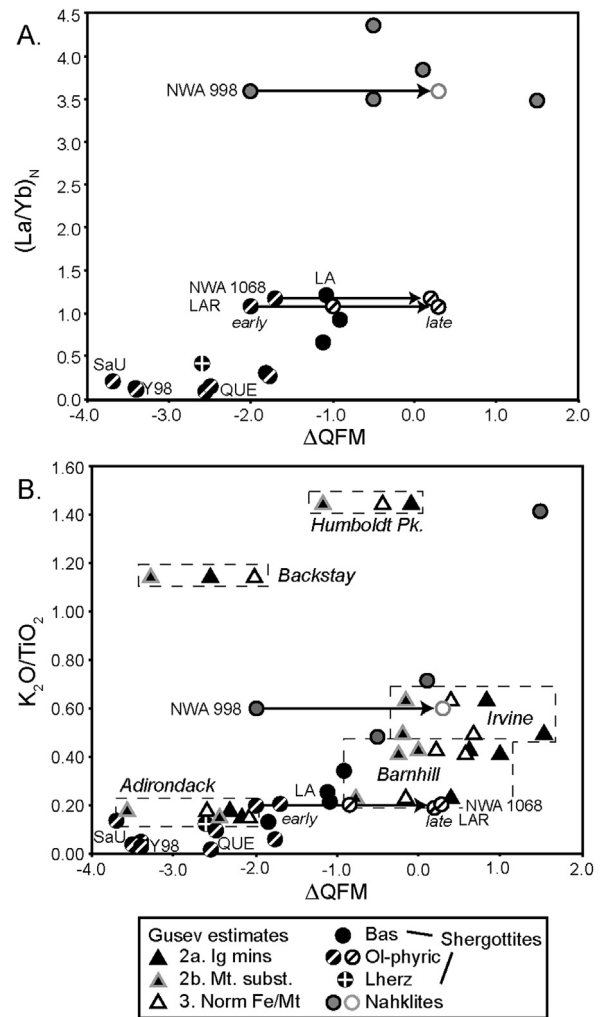 A.
4.5
4.0
3.5
3.0
2.5
2.0
1.5
1.0
0.5
0.0
(La/Yb)N
NWA 998
LA
NWA 1068
LAR
early
late
SaU
Y98
QUE
-4.0 -3.0 -2.0 -1.0 0.0 1.0 2.0
ΔQFM
B.
1.60
1.40
1.20
1.00
0.80
0.60
0.40
0.20
0.00
K2O/TiO2
Humboldt Pk.
Backstay
NWA 998
Irvine
Barnhill
Adirondack
LA
early
late
NWA 1068
LAR
SaU
Y98
QUE
-4.0 -3.0 -2.0 -1.0 0.0 1.0 2.0
ΔQFM
Gusev estimates
2a. Ig mins
2b. Mt. subst.
3. Norm Fe/Mt
Bas
Shergottites
Ol-phyric
Lherz
Nahklites